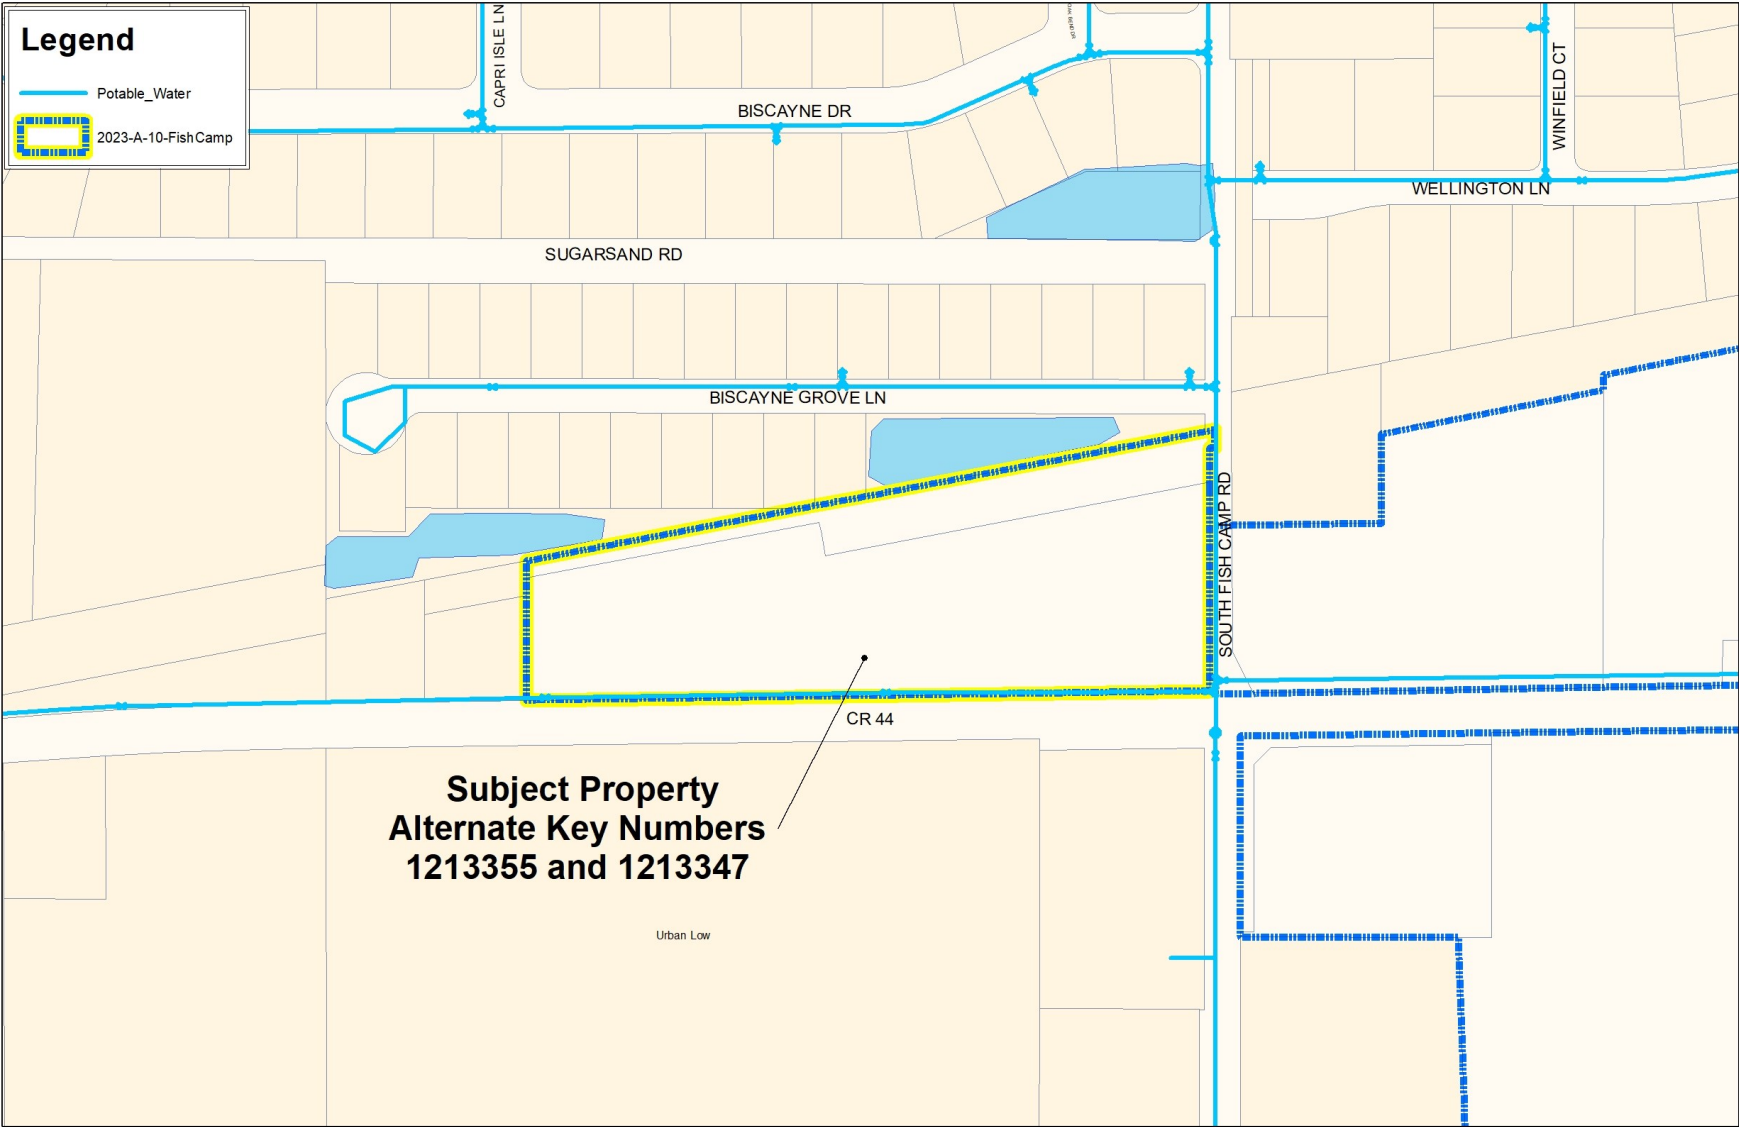 Legend
Potable_Water
2023-A-10-FishCamp
CAPRI ISLE LN
BISCAYNE DR
WINFIELD CT
WELLINGTON LN
SUGARSAND RD
BISCAYNE GROVE LN
SOUTH FISH CAMP RD
CR 44
Subject Property
Alternate Key Numbers
1213355 and 1213347
Urban Low